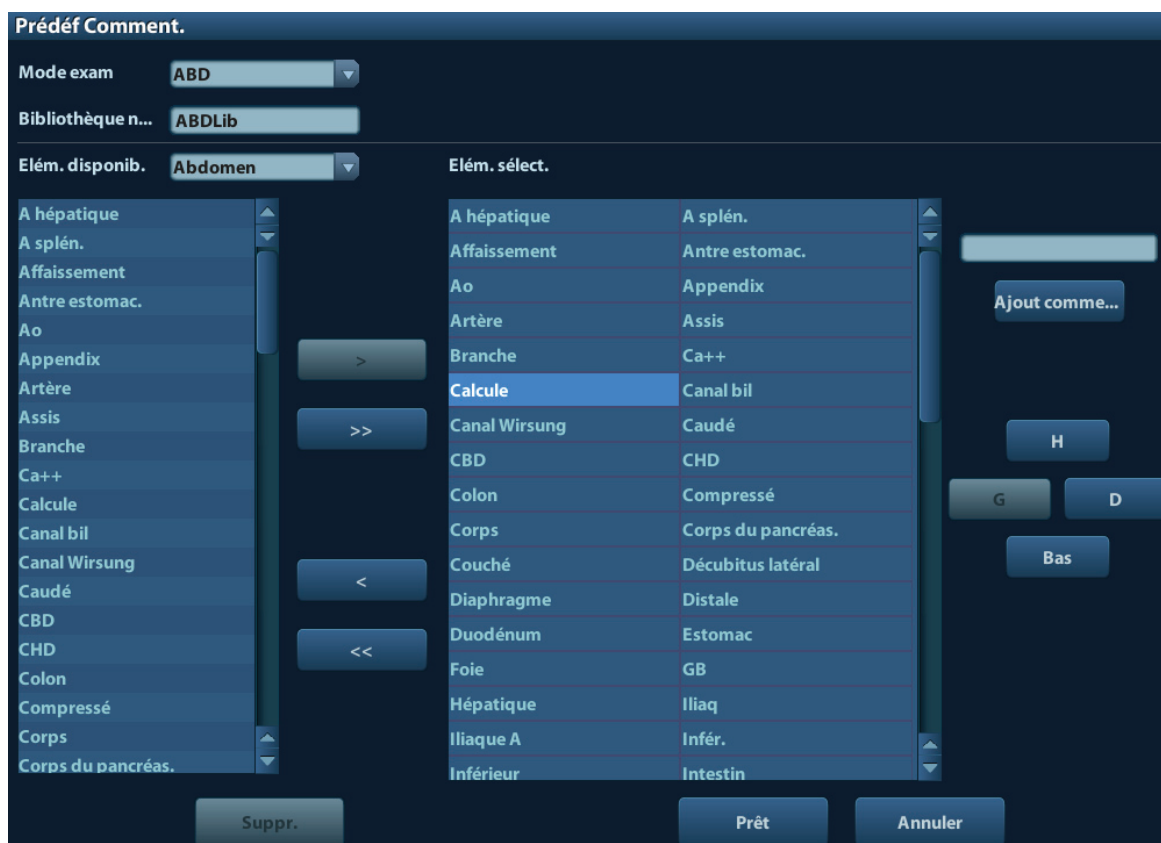 Prédéf Comment.
Mode exam ABD
Bibliothèque n... ABDLib
Elém. disponib. Abdomen
Elém. sélect.
A hépatique
A splén.
Affaissement
Antre estomac.
Ao
Appendix
Artère
Assis
Branche
Ca++
Calcule
Canal bil
Canal Wirsung
Caudé
CBD
CHD
Colon
Compressé
Corps
Corps du pancréas.
>
>>
<
<<
A hépatique A splén.
Affaissement Antre estomac.
Ao Appendix
Artère Assis
Branche Ca++
Calcule Canal bil
Canal Wirsung Caudé
CBD CHD
Colon Compressé
Corps Corps du pancréas.
Couché Décubitus latéral
Diaphragme Distale
Duodénum Estomac
Foie GB
Hépatique Iliaq
Iliaque A Infér.
Inférieur Intestin
Ajout comme...
H
G D
Bas
Suppr. Prêt Annuler